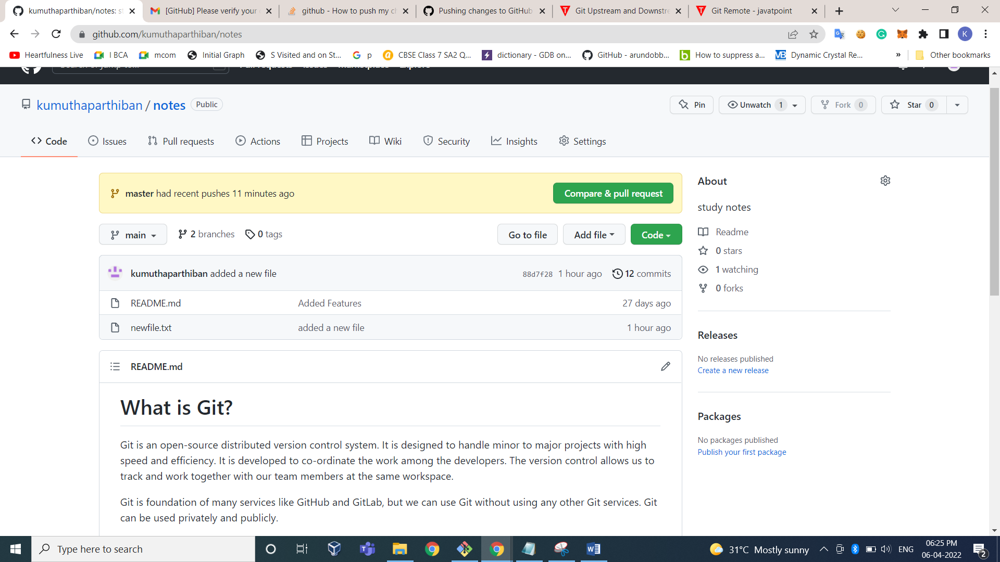 kumuthaparthiban/notes: st
[GitHub] Please verify your
github - How to push my ch
Pushing changes to GitHub
Git Upstream and Downstre
Git Remote - javatpoint
github.com/kumuthaparthiban/notes
K
Heartfulness Live
I BCA
mcom
Initial Graph
S Visited and on St...
p
CBSE Class 7 SA2 Q...
dictionary - GDB on...
GitHub - arundobb...
How to suppress a...
Dynamic Crystal Re...
»
Other bookmarks
kumuthaparthiban / notes
Public
Pin
Unwatch 1
Fork 0
Star 0
Code
Issues
Pull requests
Actions
Projects
Wiki
Security
Insights
Settings
master had recent pushes 11 minutes ago
Compare & pull request
main
2 branches
0 tags
Go to file
Add file
Code
kumuthaparthiban added a new file
88d7f28 1 hour ago
12 commits
README.md
Added Features
27 days ago
newfile.txt
added a new file
1 hour ago
README.md
What is Git?
Git is an open-source distributed version control system. It is designed to handle minor to major projects with high
speed and efficiency. It is developed to co-ordinate the work among the developers. The version control allows us to
track and work together with our team members at the same workspace.
Git is foundation of many services like GitHub and GitLab, but we can use Git without using any other Git services. Git
can be used privately and publicly.
About
study notes
Readme
0 stars
1 watching
0 forks
Releases
No releases published
Create a new release
Packages
No packages published
Publish your first package
Type here to search
31°C Mostly sunny
ENG
06:25 PM
06-04-2022
2